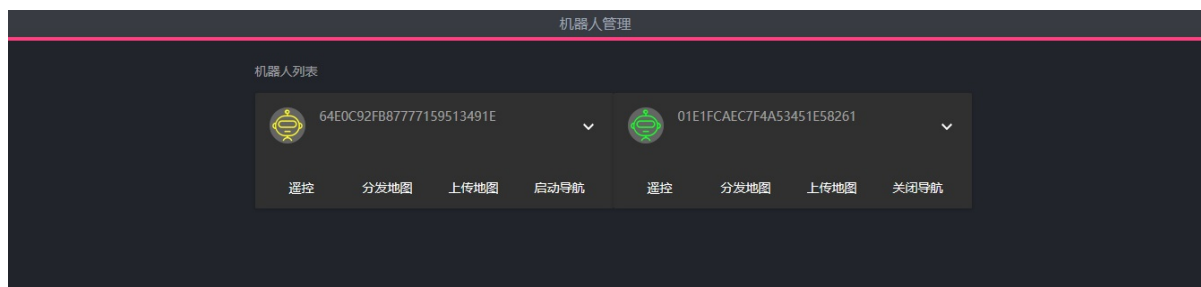 机器人管理
机器人列表
64E0C92FB87777159513491E
01E1FCAEC7F4A53451E58261
遥控 分发地图 上传地图 启动导航
遥控 分发地图 上传地图 关闭导航